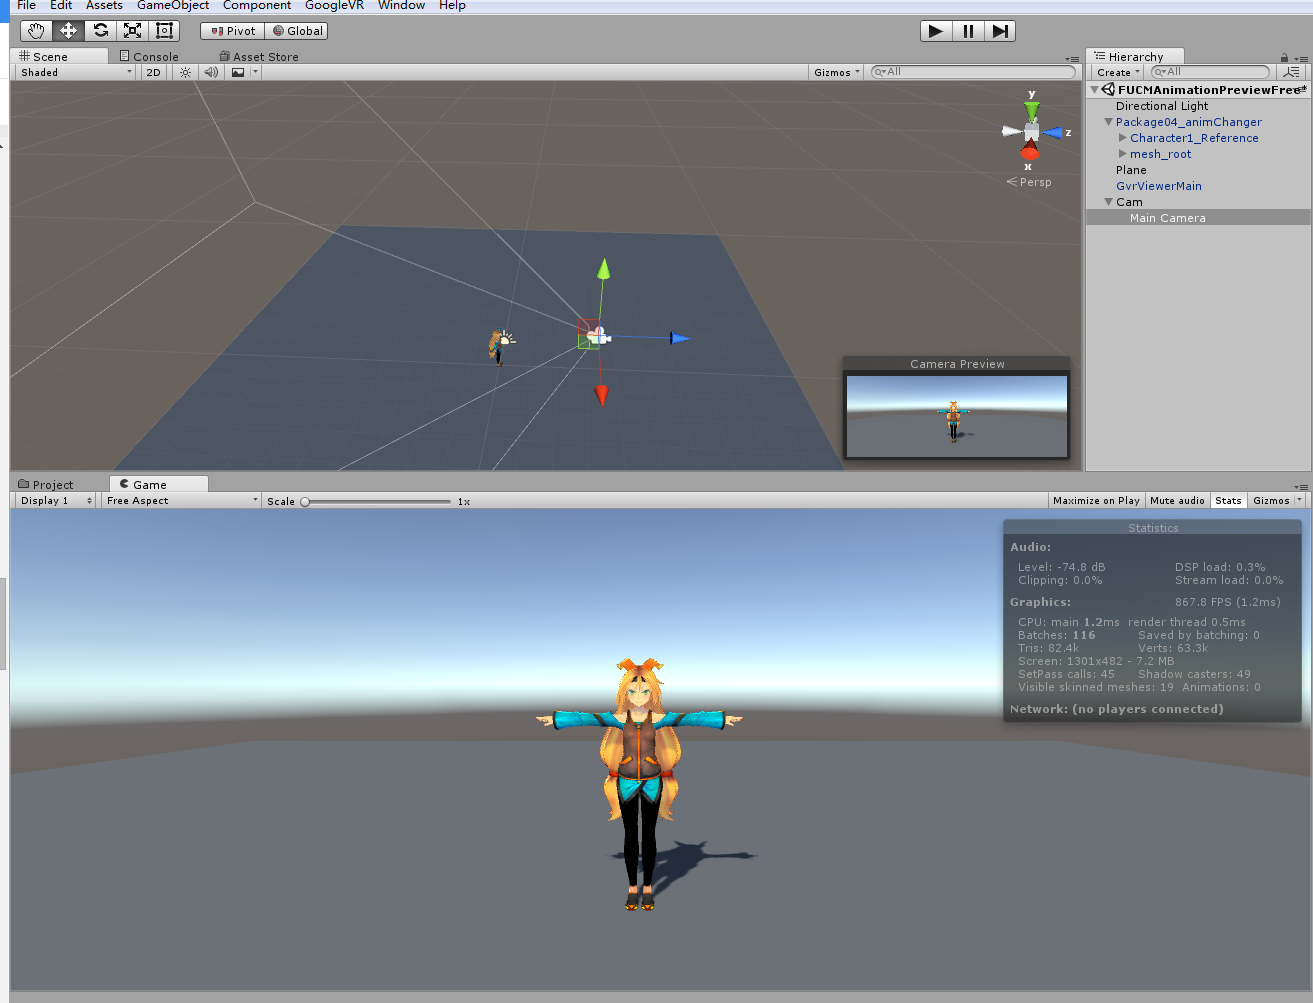 File Edit Assets GameObject Component GoogleVR Window Help
Pivot Global
Scene Console Asset Store
Shaded 2D Gizmos All
Hierarchy
Create All
FUCMAnimationPreviewFree*
Directional Light
Package04_animChanger
Character1_Reference
mesh_root
Plane
GvrViewerMain
Cam
Main Camera
y
z
x
Persp
Camera Preview
Project Game
Display 1 Free Aspect Scale 1x Maximize on Play Mute audio Stats Gizmos
Statistics
Audio:
Level: -74.8 dB DSP load: 0.3%
Clipping: 0.0% Stream load: 0.0%
Graphics: 867.8 FPS (1.2ms)
CPU: main 1.2ms render thread 0.5ms
Batches: 116 Saved by batching: 0
Tris: 82.4k Verts: 63.3k
Screen: 1301x482 - 7.2 MB
SetPass calls: 45 Shadow casters: 49
Visible skinned meshes: 19 Animations: 0
Network: (no players connected)